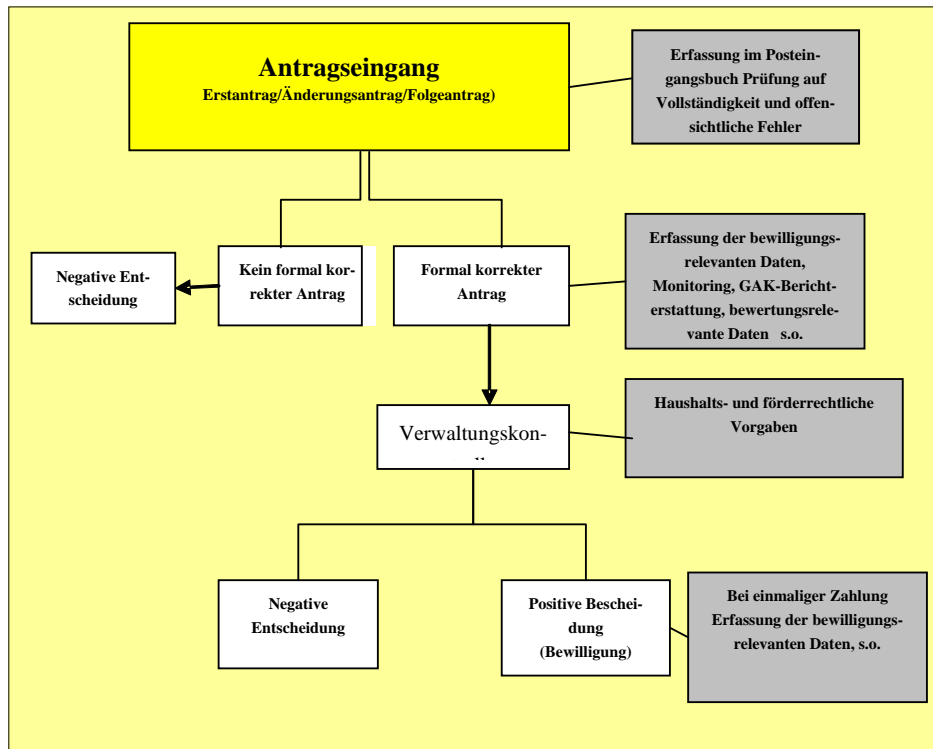 Antragseingang
Erstantrag/Änderungsantrag/Folgeantrag)
Erfassung im Postein-
gangsbuch Prüfung auf
Vollständigkeit und offen-
sichtliche Fehler
Negative Ent-
scheidung
Kein formal kor-
rekter Antrag
Formal korrekter
Antrag
Erfassung der bewilligungs-
relevanten Daten,
Monitoring, GAK-Bericht-
erstattung, bewertungsrele-
vante Daten s.o.
Verwaltungskon-
Haushalts- und förderrechtliche
Vorgaben
Negative
Entscheidung
Positive Beschei-
dung
(Bewilligung)
Bei einmaliger Zahlung
Erfassung der bewilligungs-
relevanten Daten, s.o.